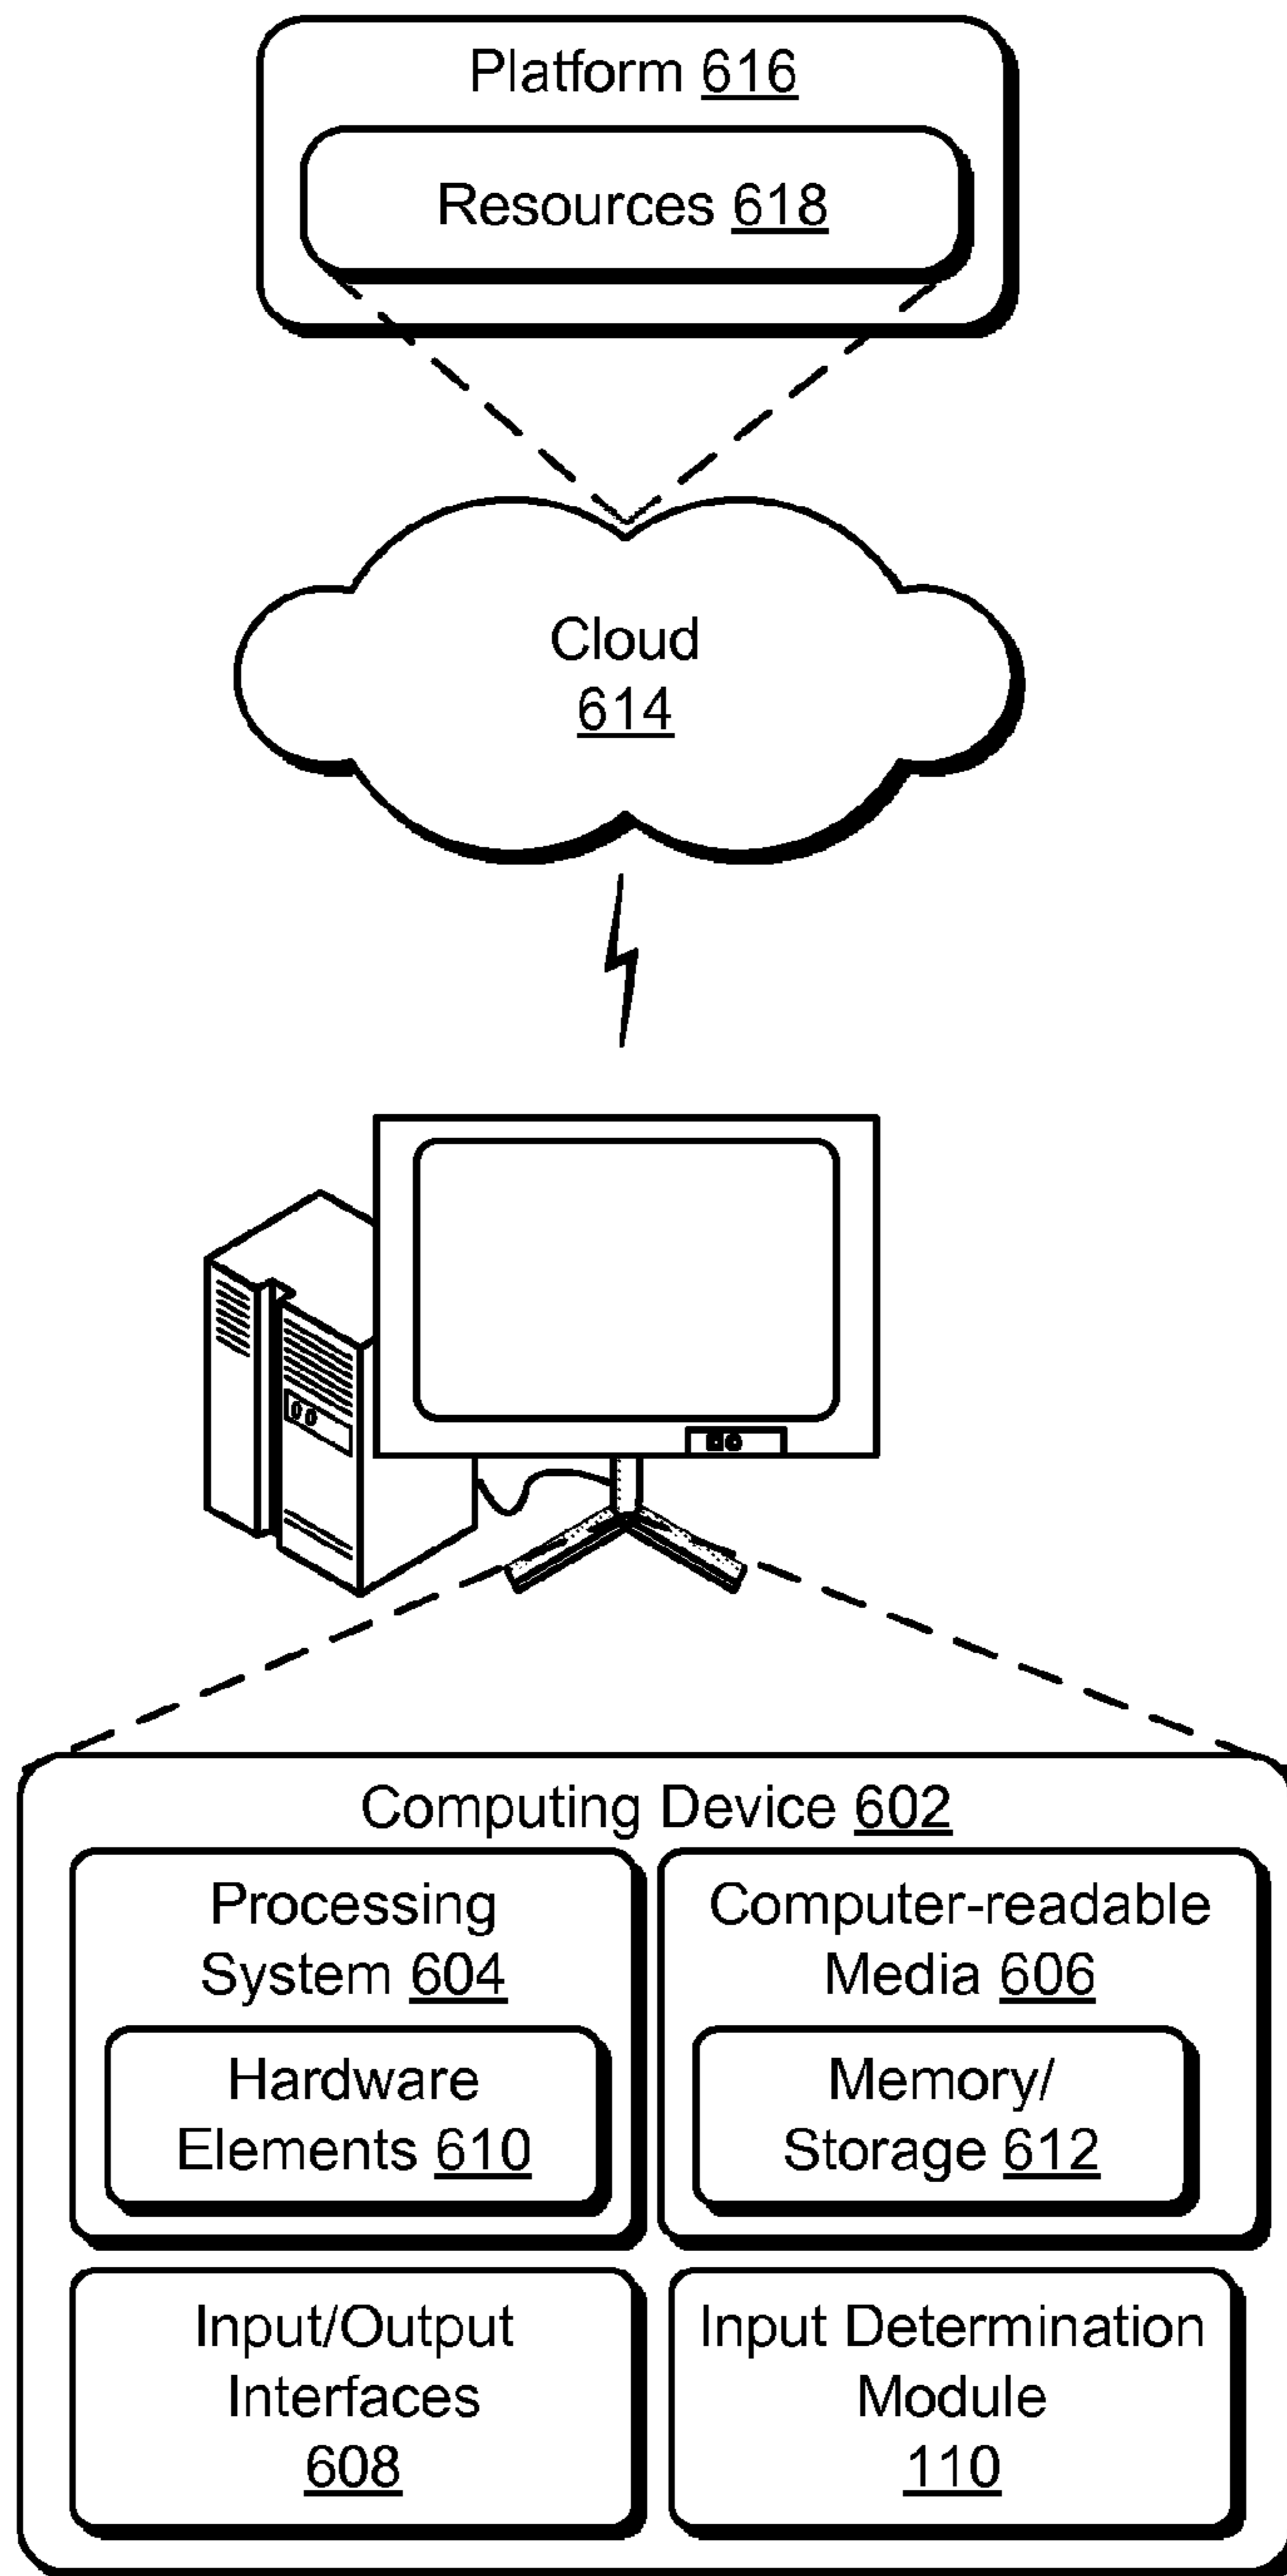 Platform 616
Resources 618
Cloud
614
Computing Device 602
Processing
System 604
Hardware
Elements 610
Computer-readable
Media 606
Memory/
Storage 612
Input/Output
Interfaces
608
Input Determination
Module
110